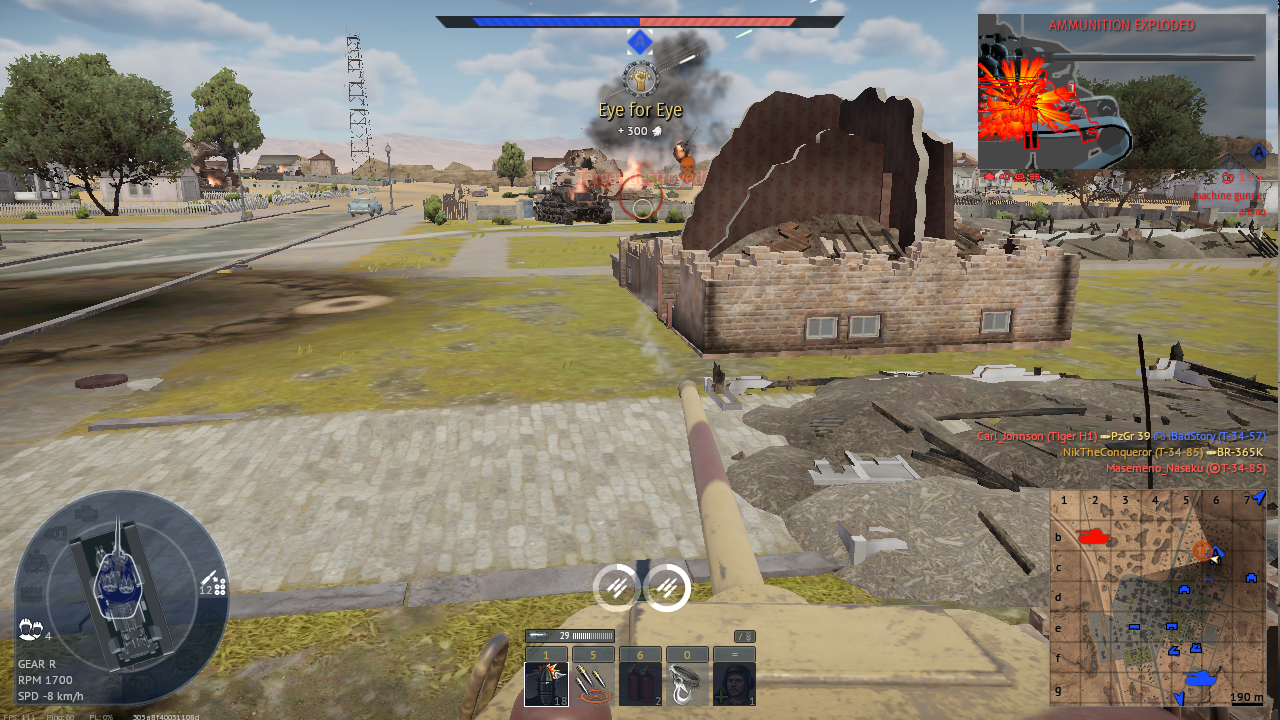 AMMUNITION EXPLODED
A
Eye for Eye
+ 300
Carl_Johnson (Tiger H1) PzGr 39 BadStory (T-34-57)
NikTheConqueror (T-34-85) BR-365K
Masemeno_Nasaku (T-34-85)
1 2 3 4 5 6 7
b
c
d
e
f
g
190 m
12
4
GEAR R
RPM 1700
SPD -8 km/h
29
1 5 6 0 =
18 2 1